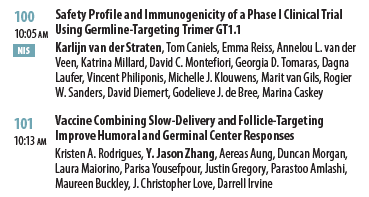 100 Safety Profile and Immunogenicity of a Phase I Clinical Trial
10:05 AM Using Germline-Targeting Trimer GT1.1
NIS Karlijn van der Straten, Tom Caniels, Emma Reiss, Annelou L. van der
Veen, Katrina Millard, David C. Montefiori, Georgia D. Tomaras, Dagna
Laufer, Vincent Philiponis, Michelle J. Klouwens, Marit van Gils, Rogier
W. Sanders, David Diemert, Godelieve J. de Bree, Marina Caskey
101 Vaccine Combining Slow-Delivery and Follicle-Targeting
10:13 AM Improve Humoral and Germinal Center Responses
Kristen A. Rodrigues, Y. Jason Zhang, Aereas Aung, Duncan Morgan,
Laura Maiorino, Parisa Yousefpour, Justin Gregory, Parastoo Amlashi,
Maureen Buckley, J. Christopher Love, Darrell Irvine